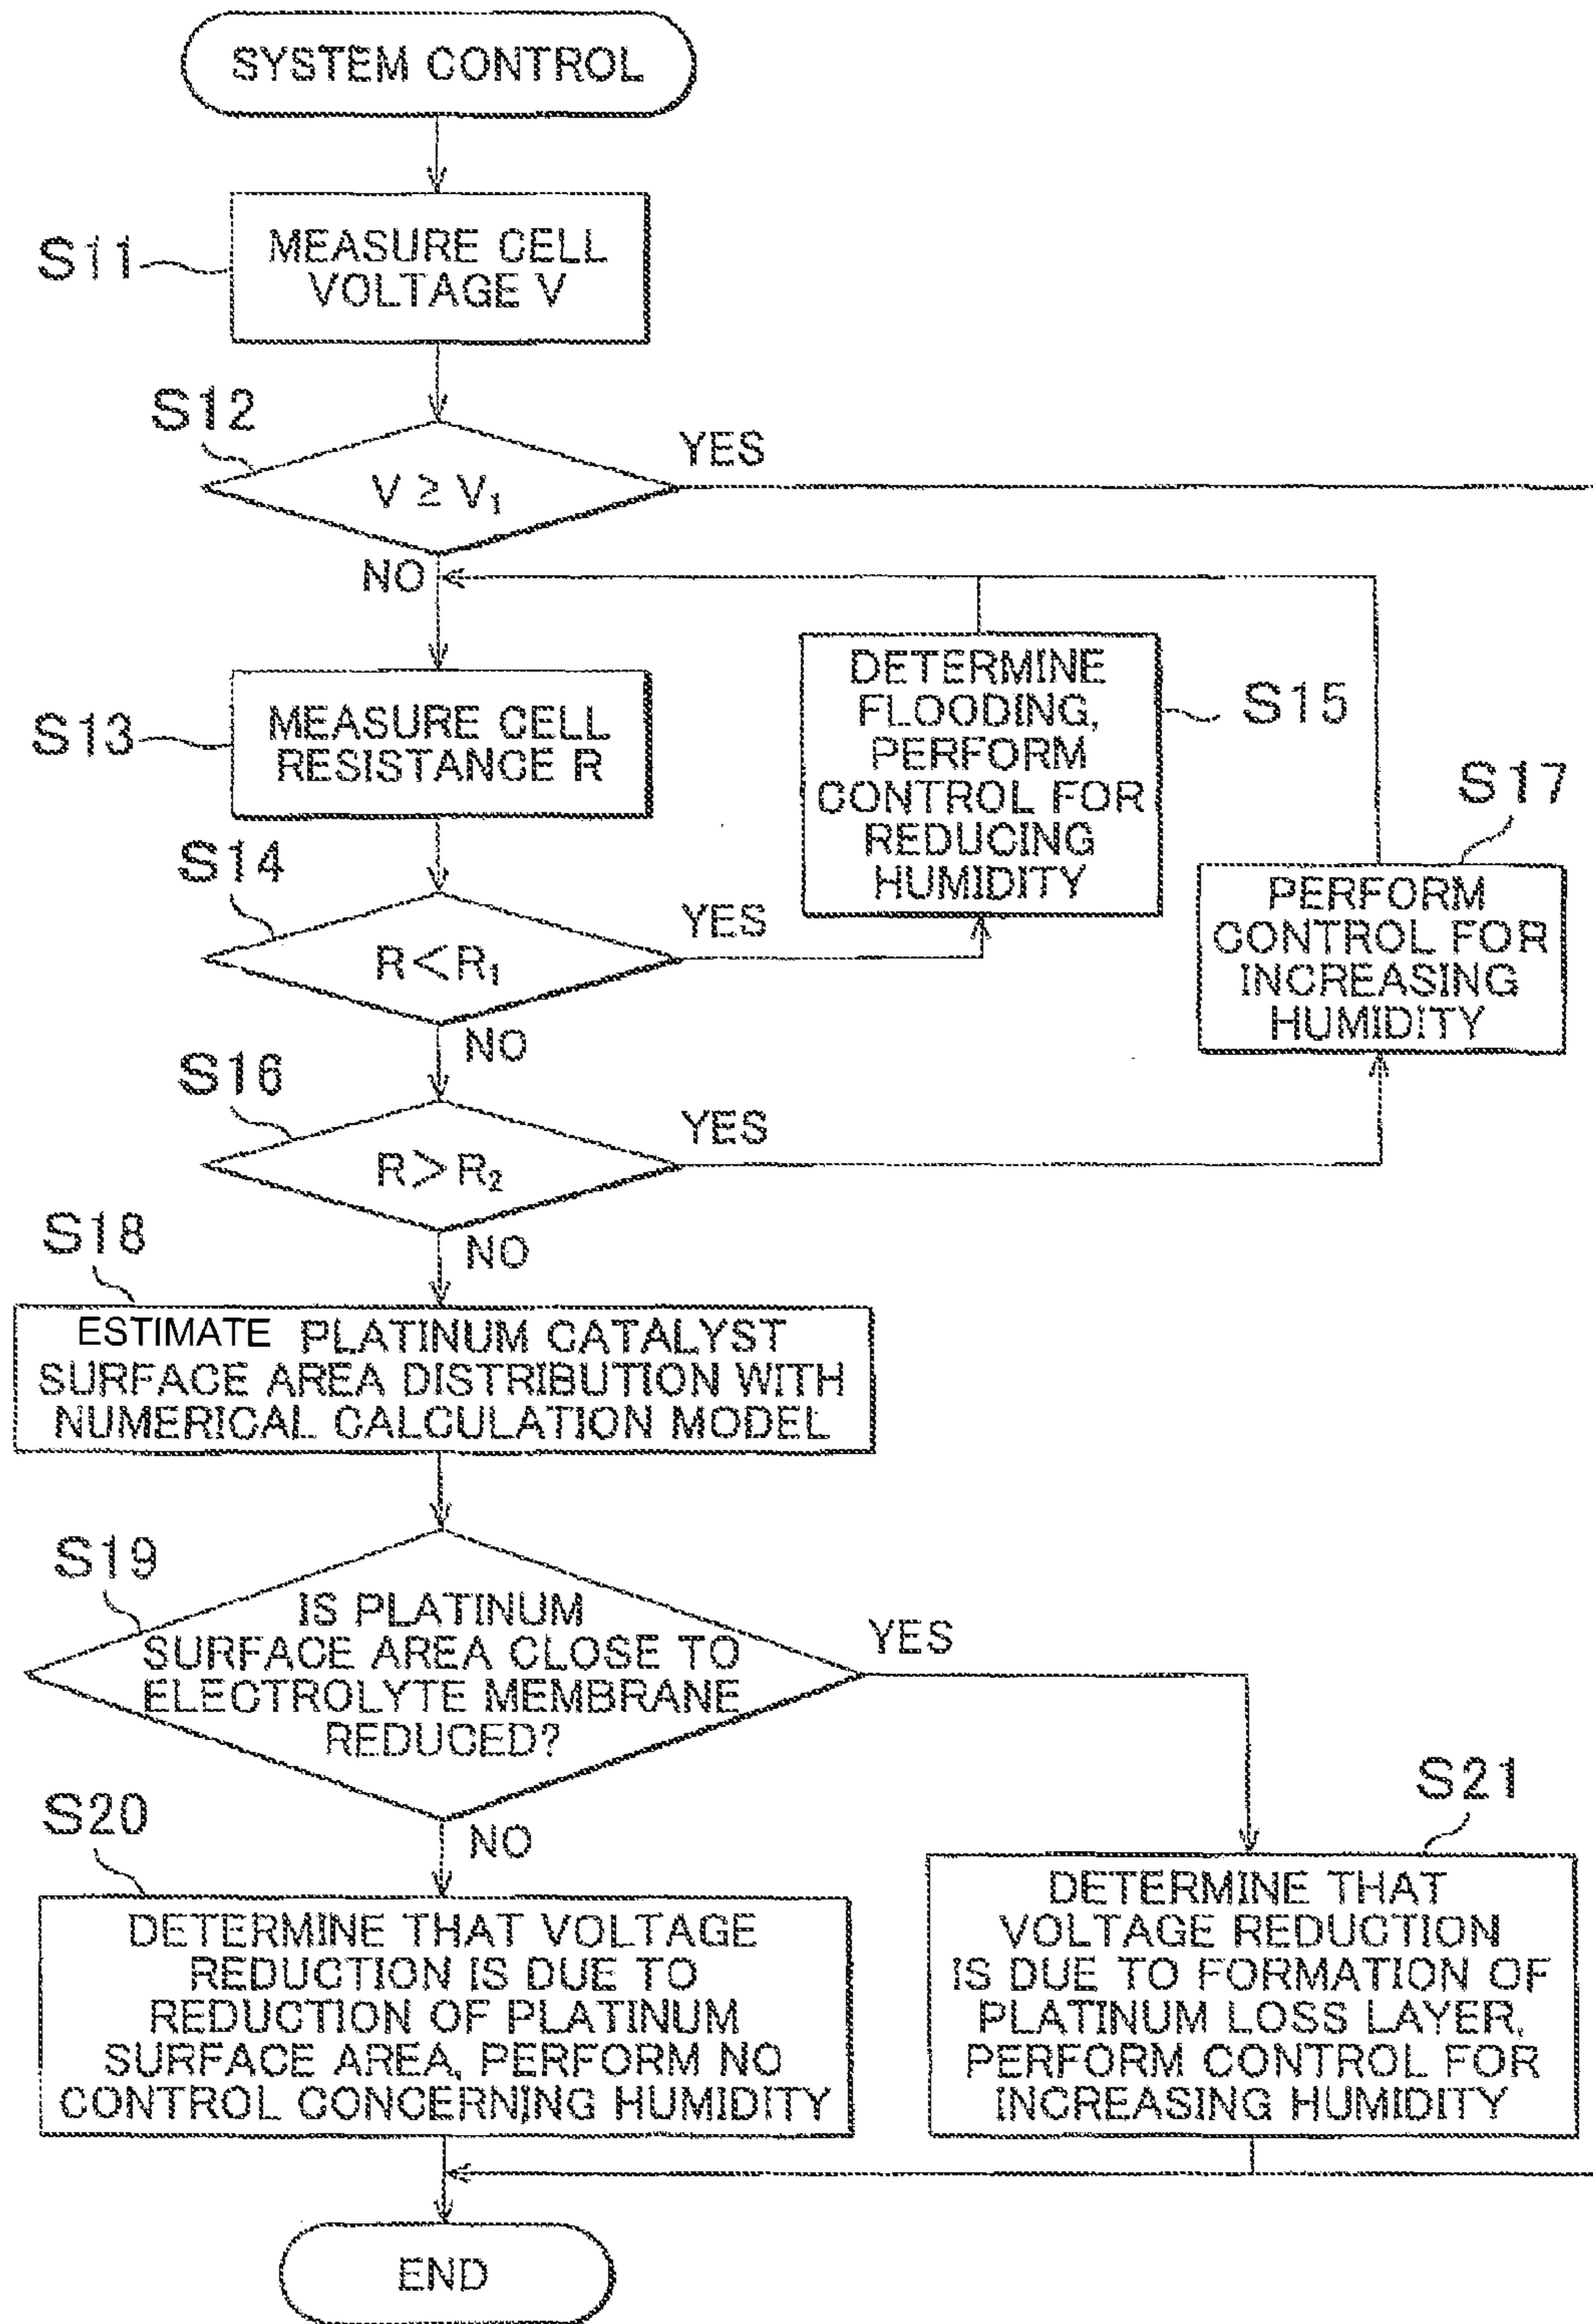 SYSTEM CONTROL
S11
MEASURE CELL
VOLTAGE V
S12
V ≥ V₁
YES
NO
S13
MEASURE CELL
RESISTANCE R
DETERMINE
FLOODING,
PERFORM
CONTROL FOR
REDUCING
HUMIDITY
S15
S17
PERFORM
CONTROL FOR
INCREASING
HUMIDITY
S14
R<R₁
YES
NO
S16
R>R₂
YES
NO
S18
ESTIMATE PLATINUM CATALYST
SURFACE AREA DISTRIBUTION WITH
NUMERICAL CALCULATION MODEL
S19
IS PLATINUM
SURFACE AREA CLOSE TO
ELECTROLYTE MEMBRANE
REDUCED?
YES
NO
S20
DETERMINE THAT VOLTAGE
REDUCTION IS DUE TO
REDUCTION OF PLATINUM
SURFACE AREA, PERFORM NO
CONTROL CONCERNING HUMIDITY
S21
DETERMINE THAT
VOLTAGE REDUCTION
IS DUE TO FORMATION OF
PLATINUM LOSS LAYER,
PERFORM CONTROL FOR
INCREASING HUMIDITY
END